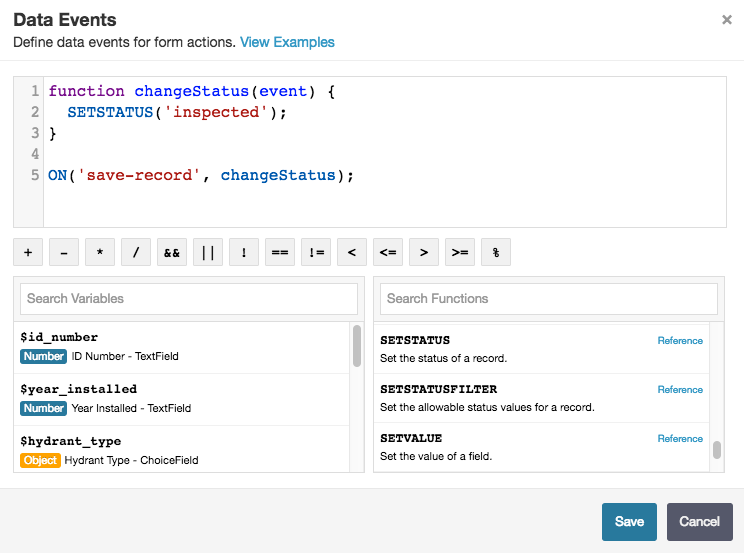 Data Events
×
Define data events for form actions. View Examples
1 function changeStatus(event) {
2   SETSTATUS('inspected');
3 }
4
5 ON('save-record', changeStatus);
+ - * / && || ! == != < <= > >= %
Search Variables
$id_number
Number ID Number - TextField
$year_installed
Number Year Installed - TextField
$hydrant_type
Object Hydrant Type - ChoiceField
Search Functions
SETSTATUS Reference
Set the status of a record.
SETSTATUSFILTER Reference
Set the allowable status values for a record.
SETVALUE Reference
Set the value of a field.
Save Cancel